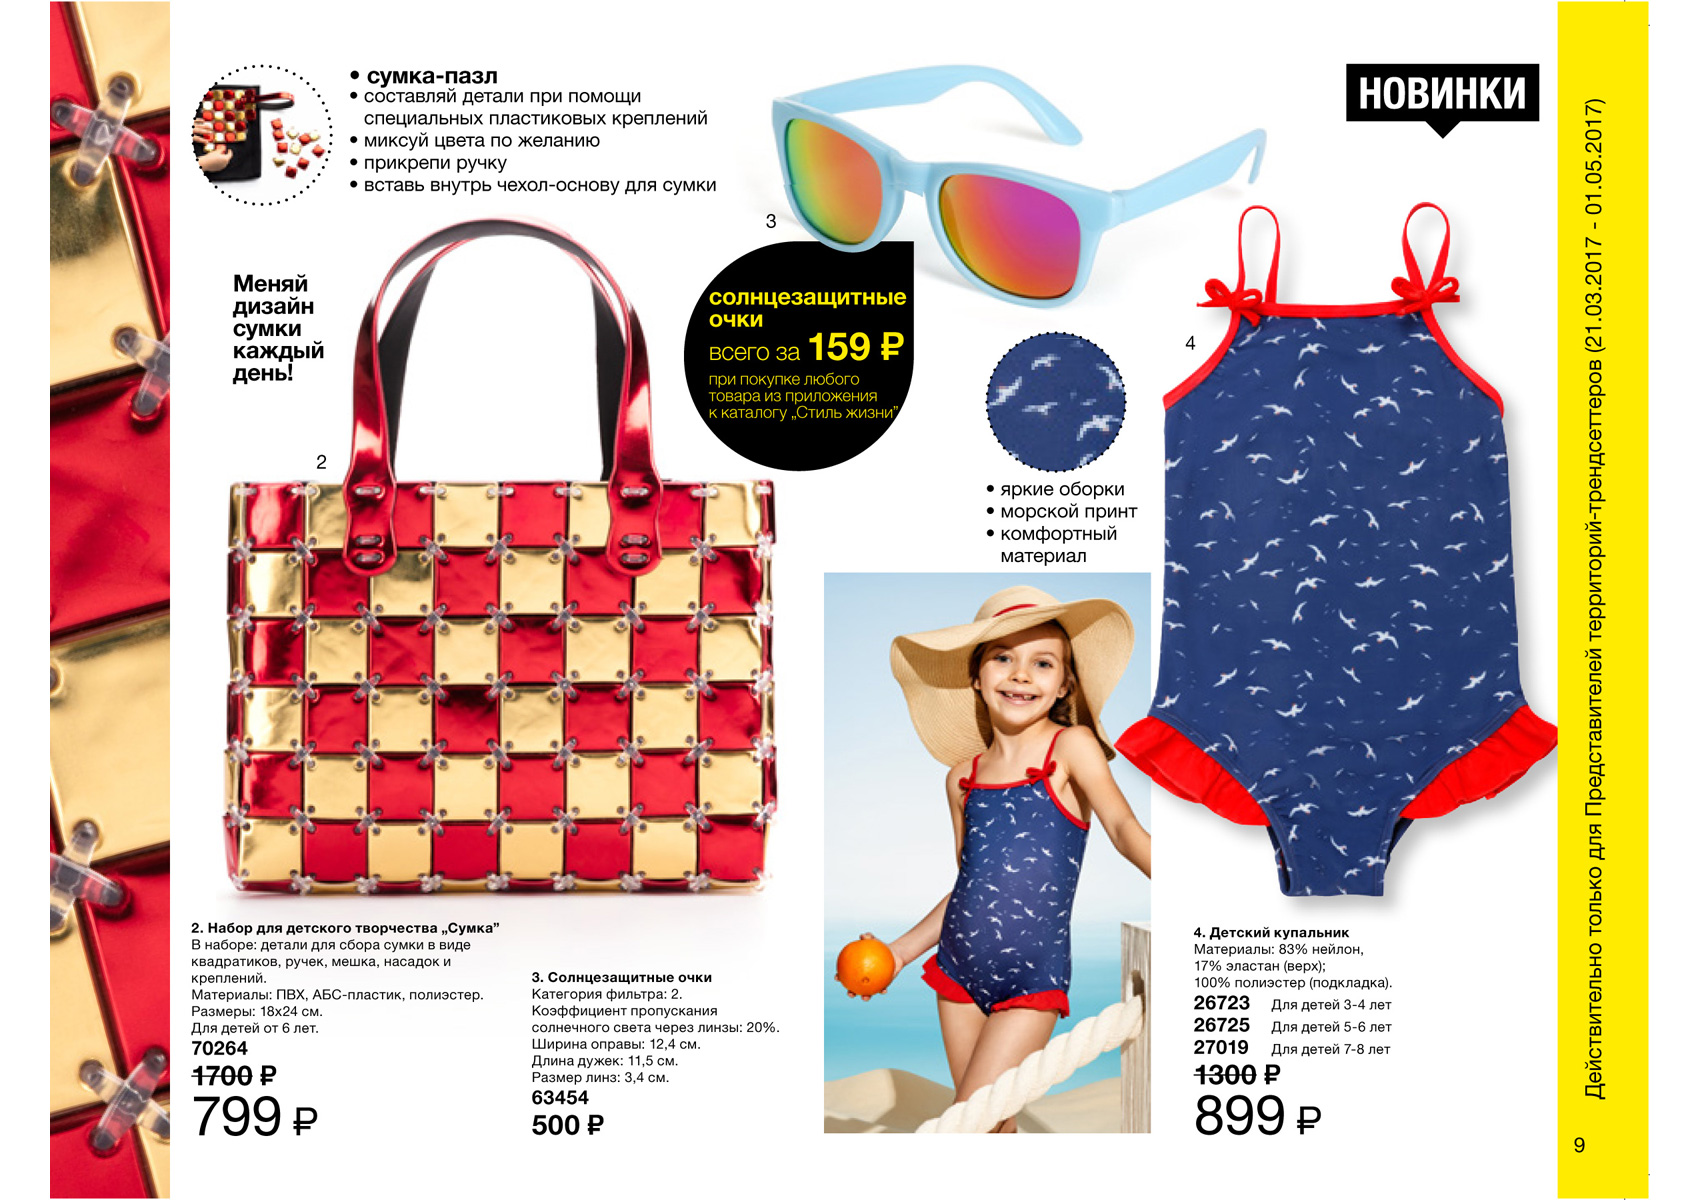 • сумка-пазл
• составляй детали при помощи
специальных пластиковых креплений
• миксуй цвета по желанию
• прикрепи ручку
• вставь внутрь чехол-основу для сумки
НОВИНКИ
Меняй
дизайн
сумки
каждый
день!
2
3
солнцезащитные
очки
всего за 159 ₽
при покупке любого
товара из приложения
к каталогу „Стиль жизни”
4
• яркие оборки
• морской принт
• комфортный
материал
2. Набор для детского творчества „Сумка”
В наборе: детали для сбора сумки в виде
квадратиков, ручек, мешка, насадок и
креплений.
Материалы: ПВХ, АБС-пластик, полиэстер.
Размеры: 18х24 см.
Для детей от 6 лет.
70264
1700 ₽
799 ₽
3. Солнцезащитные очки
Категория фильтра: 2.
Коэффициент пропускания
солнечного света через линзы: 20%.
Ширина оправы: 12,4 см.
Длина дужек: 11,5 см.
Размер линз: 3,4 см.
63454
500 ₽
4. Детский купальник
Материалы: 83% нейлон,
17% эластан (верх);
100% полиэстер (подкладка).
26723 Для детей 3-4 лет
26725 Для детей 5-6 лет
27019 Для детей 7-8 лет
1300 ₽
899 ₽
Действительно только для Представителей территорий-трендсеттеров (21.03.2017 - 01.05.2017)
9